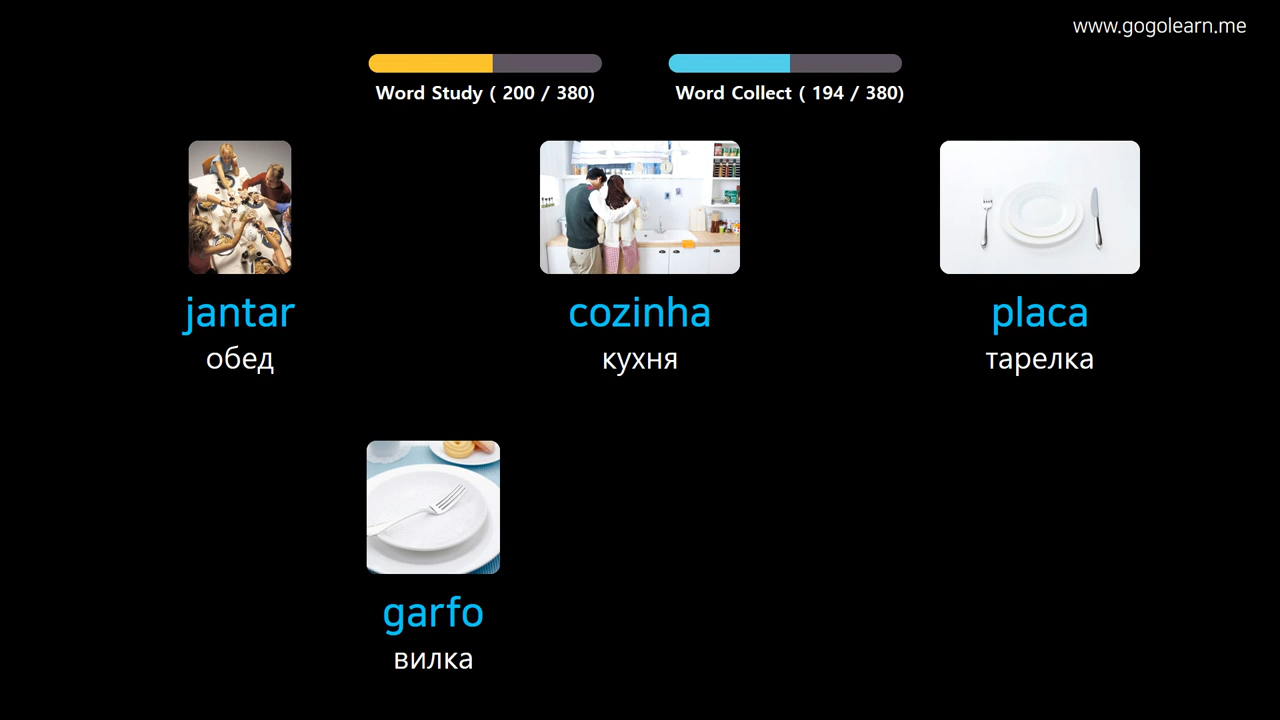 www.gogolearn.me
Word Study ( 200 / 380)
Word Collect ( 194 / 380)
jantar
обед
cozinha
кухня
placa
тарелка
garfo
вилка